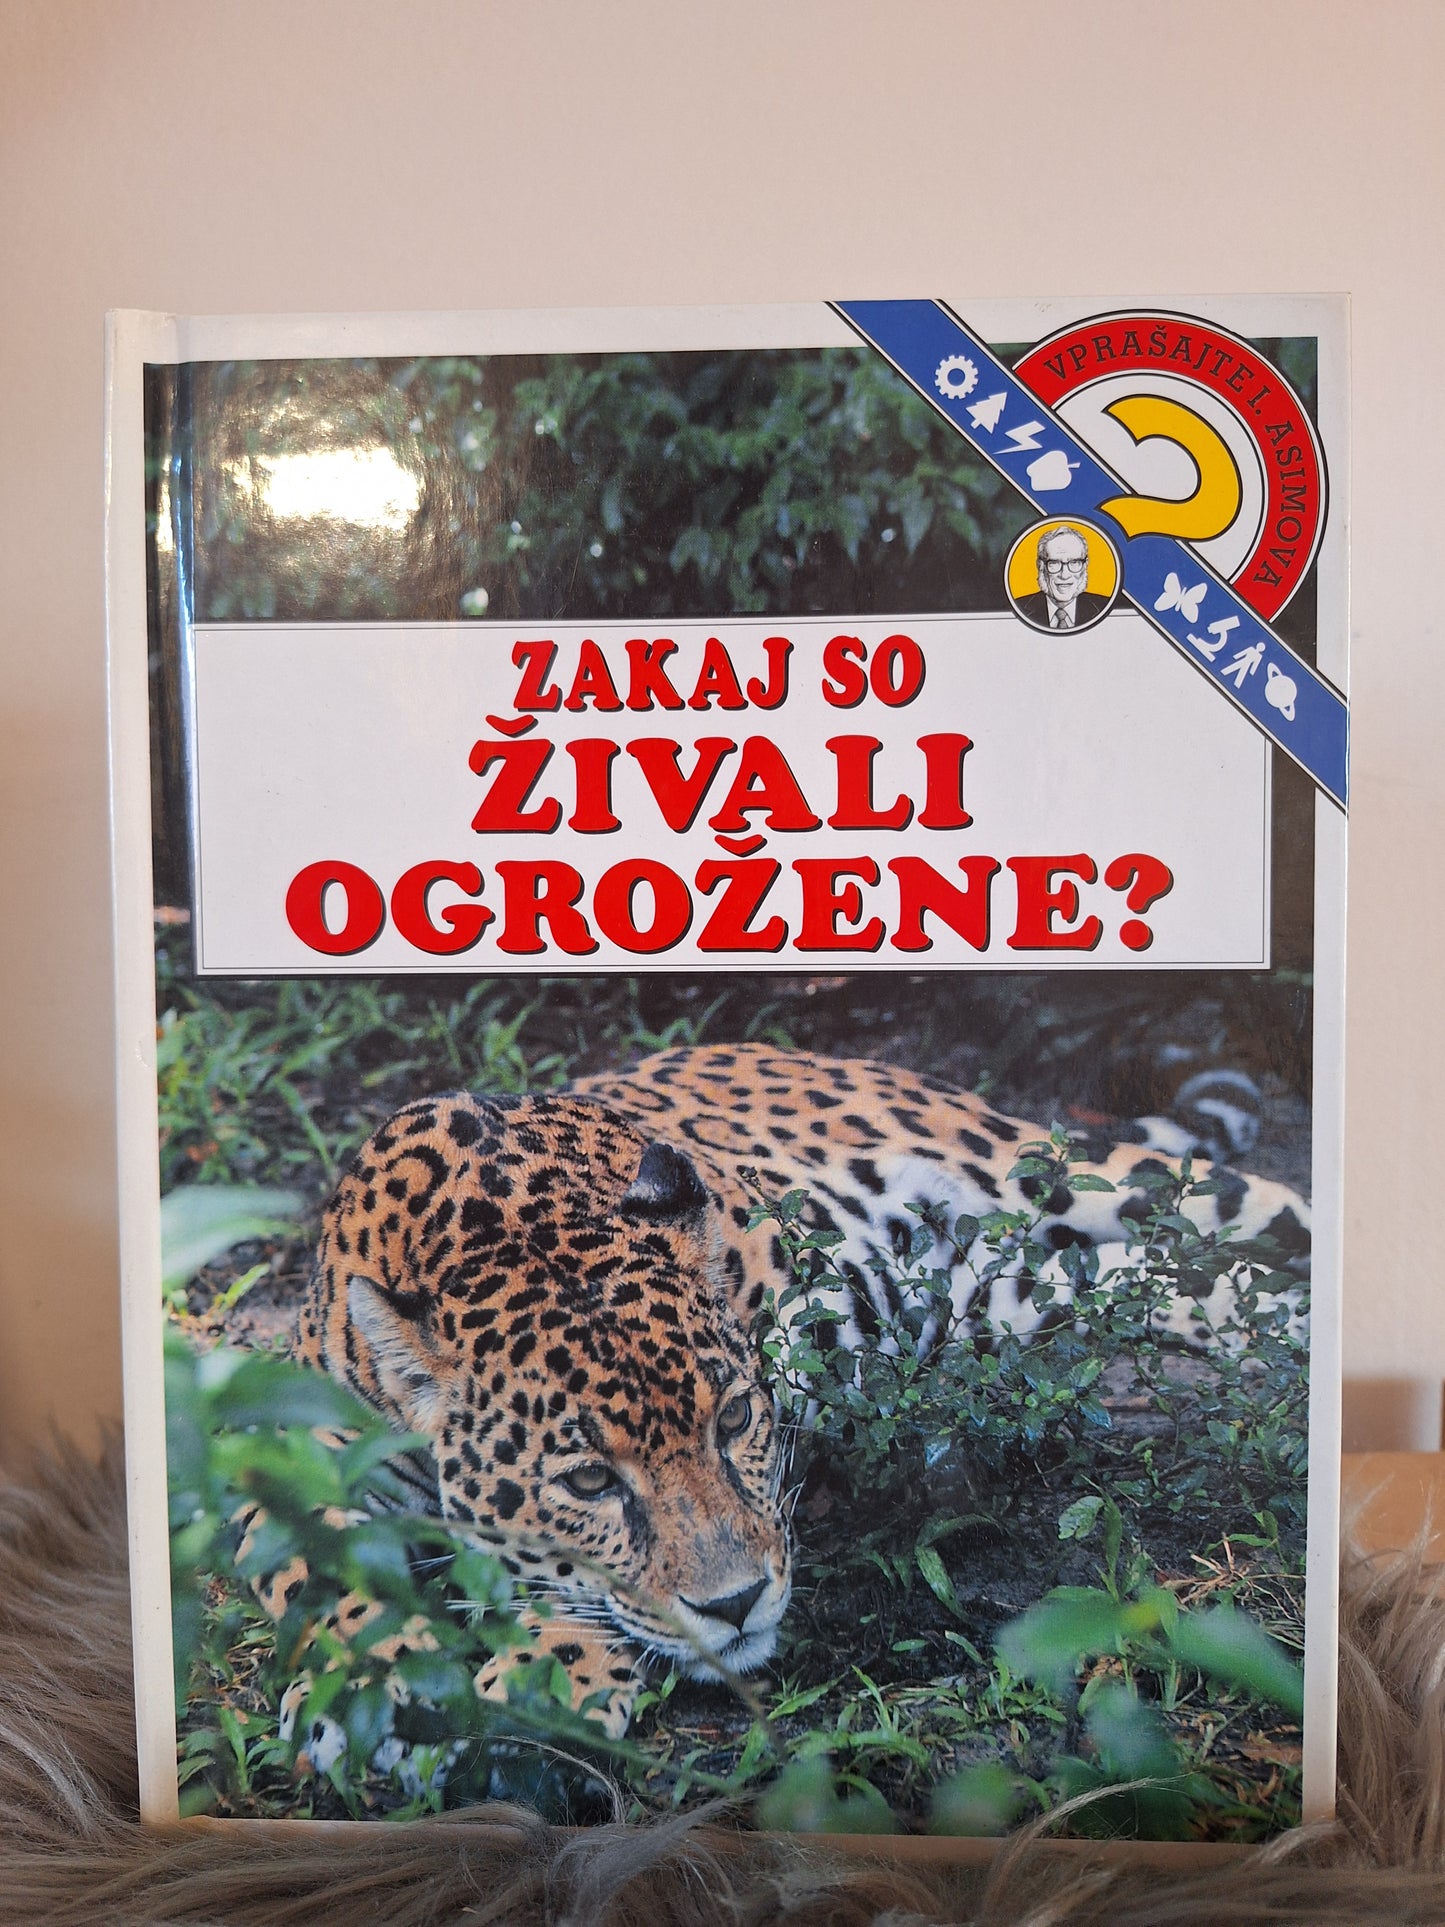 VPRAŠAJTE I. ASIMOVA
ZAKAJ SO
ŽIVALI
OGROŽENE?